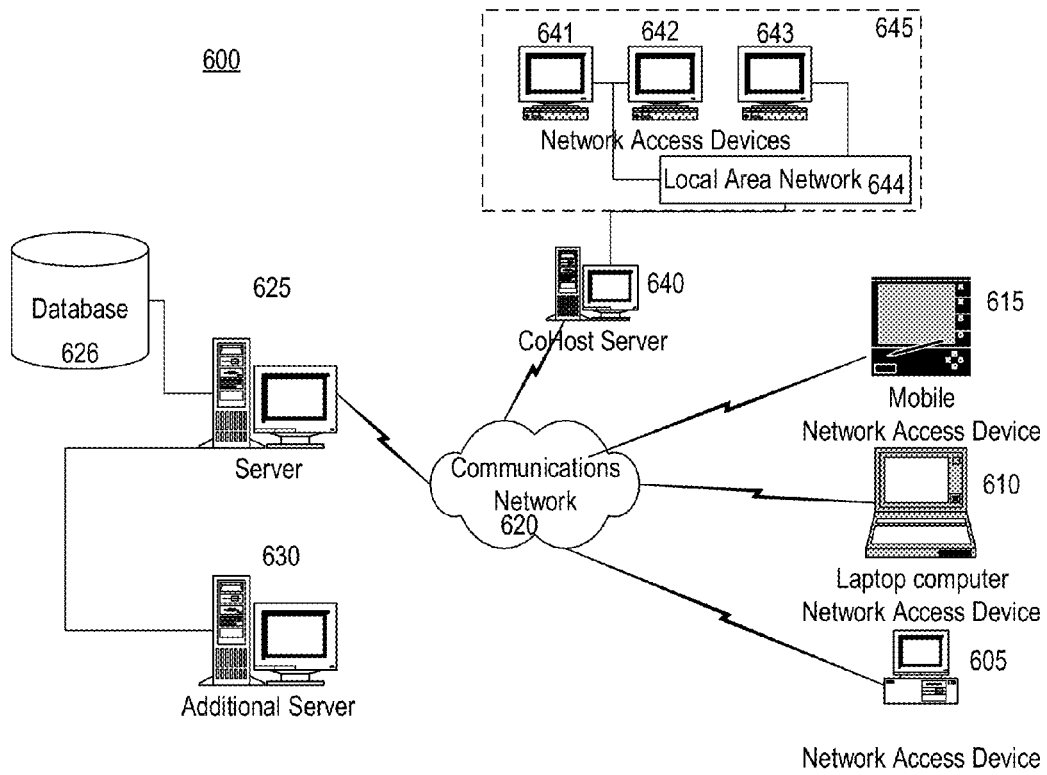 600
641 642 643 645
Network Access Devices
Local Area Network 644
Database
626
625
Server
630
Additional Server
640
CoHost Server
Communications
Network
620
615
Mobile
Network Access Device
610
Laptop computer
Network Access Device
605
Network Access Device